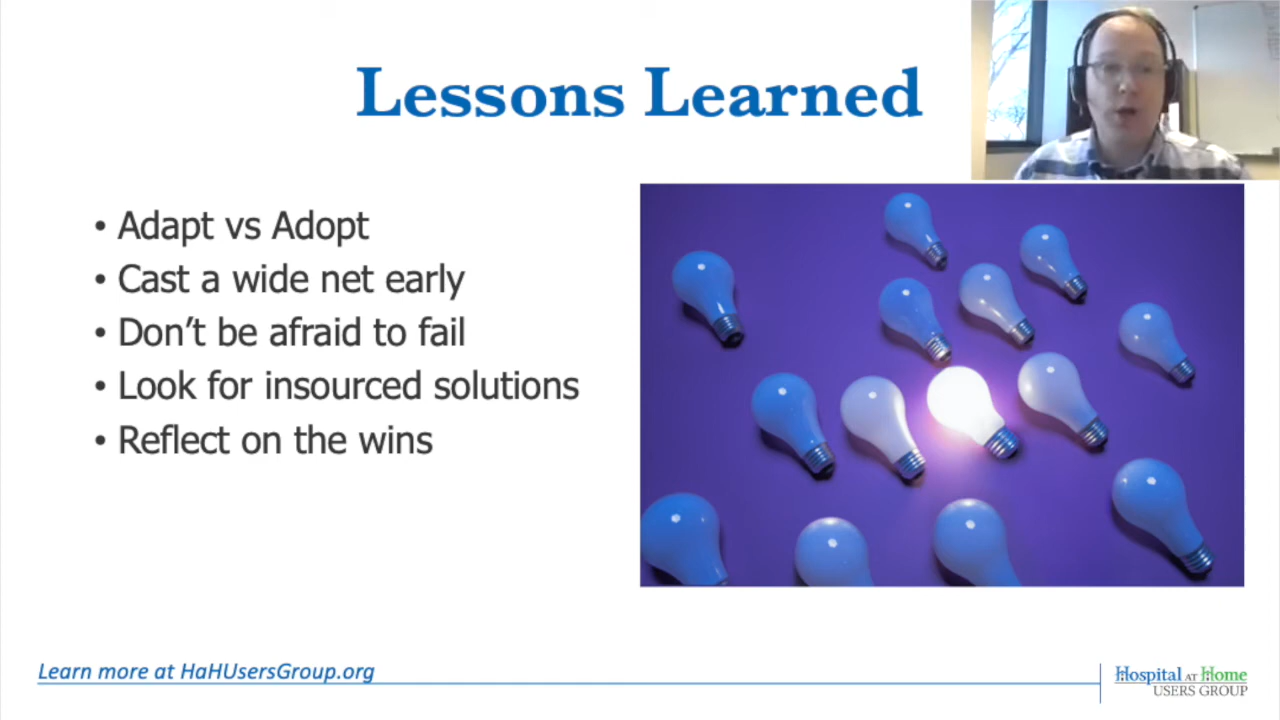 Lessons Learned
• Adapt vs Adopt
• Cast a wide net early
• Don’t be afraid to fail
• Look for insourced solutions
• Reflect on the wins
Learn more at HaHUsersGroup.org
Hospital AT Home
USERS GROUP